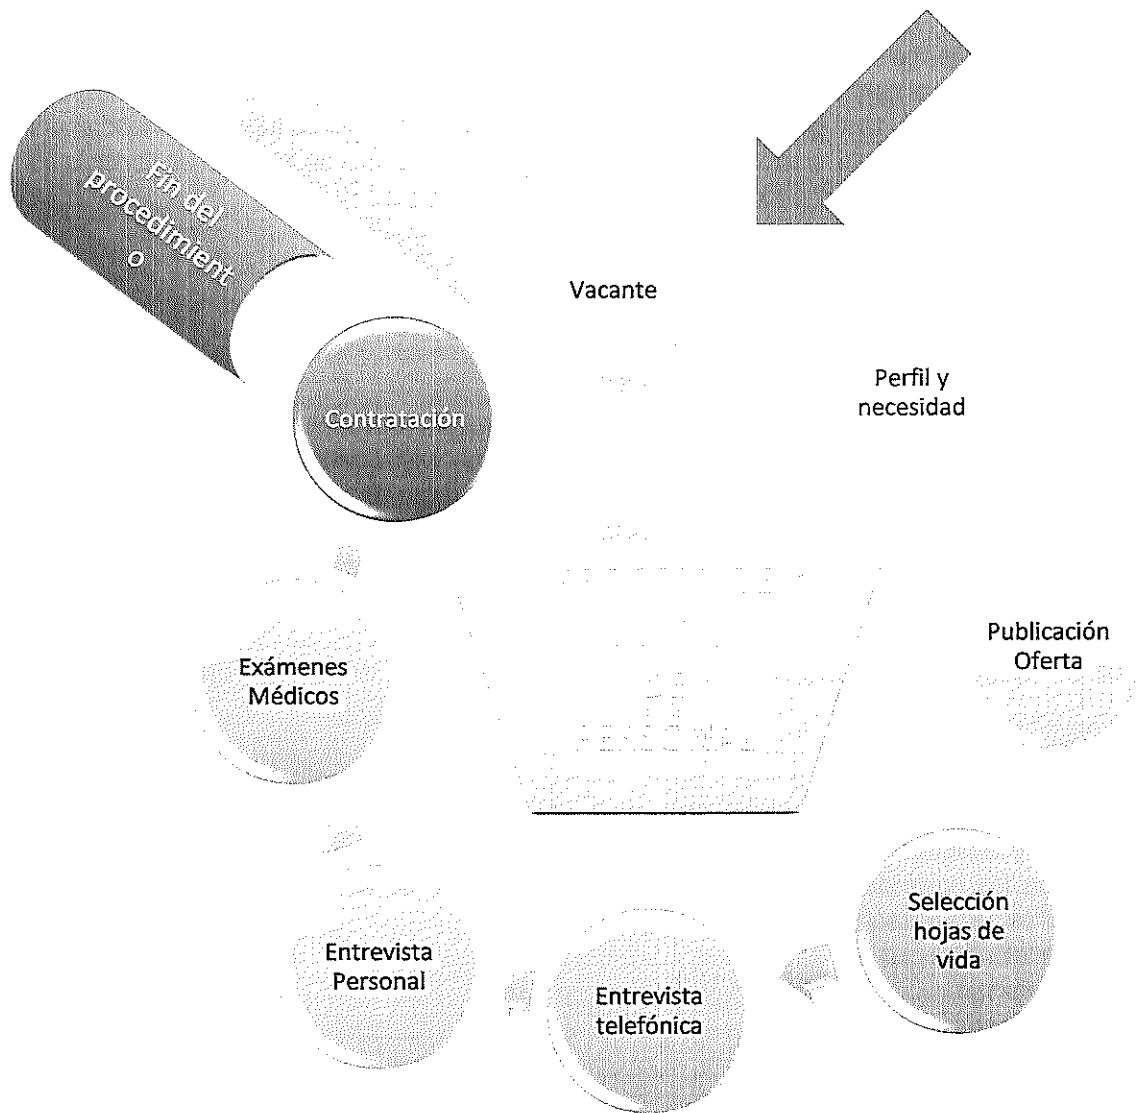 Fin del
procedimient
o
Vacante
Perfil y
necesidad
Contratación
Publicación
Oferta
Exámenes
Médicos
Selección
hojas de
vida
Entrevista
Personal
Entrevista
telefónica